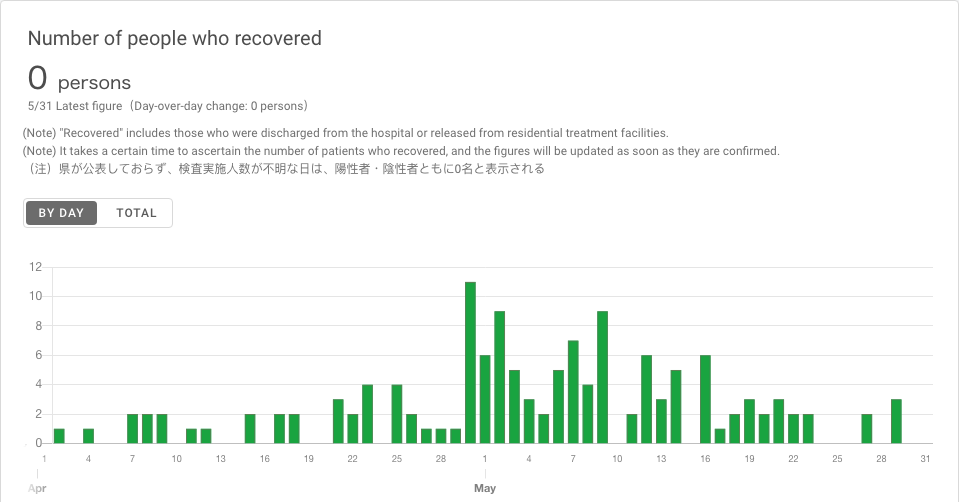 Number of people who recovered
0 persons
5/31 Latest figure（Day-over-day change: 0 persons）
(Note) "Recovered" includes those who were discharged from the hospital or released from residential treatment facilities.
(Note) It takes a certain time to ascertain the number of patients who recovered, and the figures will be updated as soon as they are confirmed.
（注）県が公表しておらず、検査実施人数が不明な日は、陽性者・陰性者ともに0名と表示される
BY DAY TOTAL
12
10
8
6
4
2
0
1 4 7 10 13 16 19 22 25 28 1 4 7 10 13 16 19 22 25 28 31
Apr May